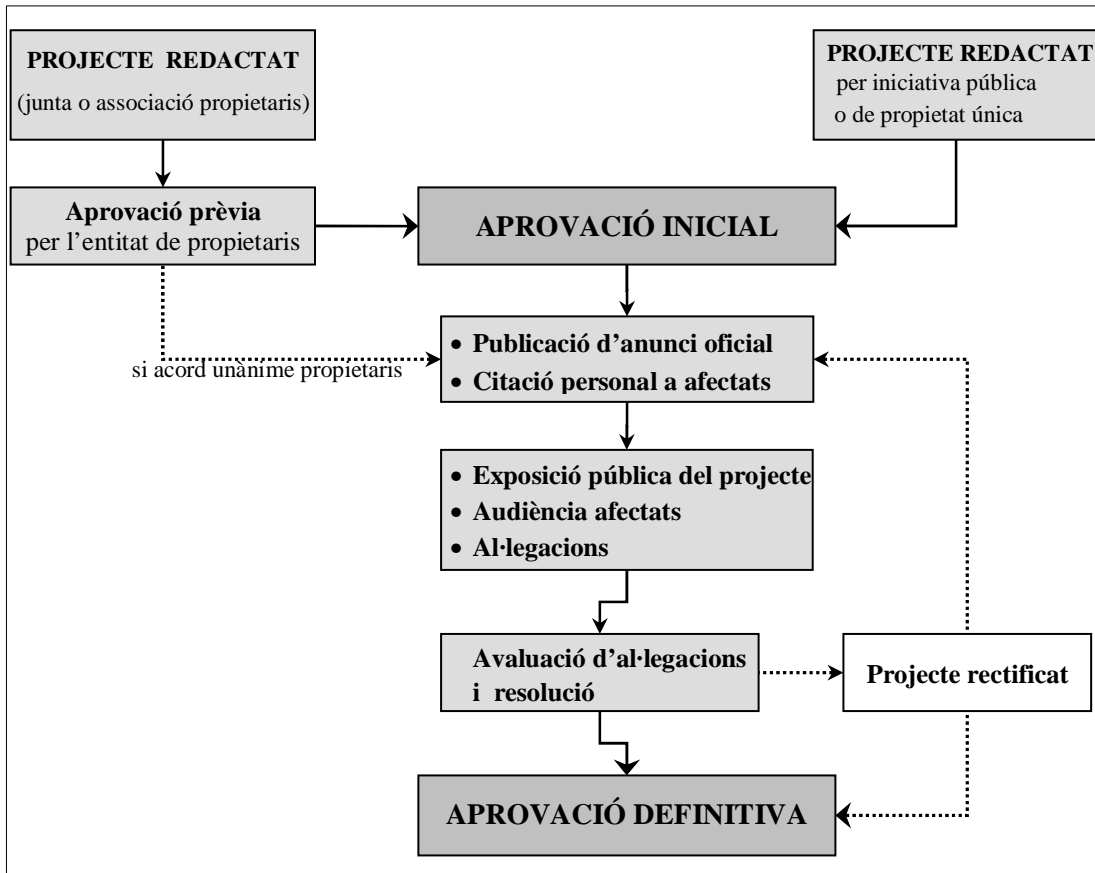 PROJECTE REDACTAT
(junta o associació propietaris)
PROJECTE REDACTAT
per iniciativa pública
o de propietat única
Aprovació prèvia
per l’entitat de propietaris
APROVACIÓ INICIAL
• Publicació d’anunci oficial
• Citació personal a afectats
si acord unànime propietaris
• Exposició pública del projecte
• Audiència afectats
• Al·legacions
Avaluació d’al·legacions
i resolució
Projecte rectificat
APROVACIÓ DEFINITIVA